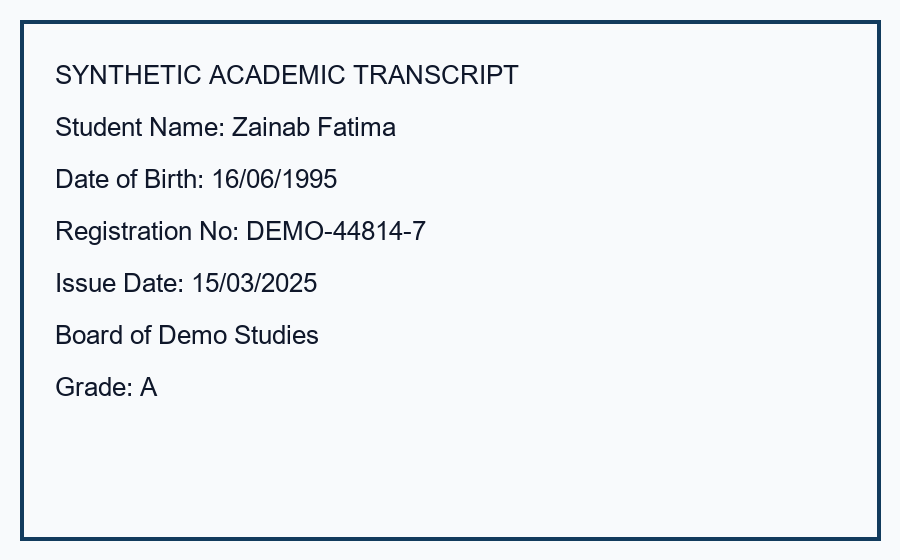 SYNTHETIC ACADEMIC TRANSCRIPT
Student Name: Zainab Fatima
Date of Birth: 16/06/1995
Registration No: DEMO-44814-7
Issue Date: 15/03/2025
Board of Demo Studies
Grade: A